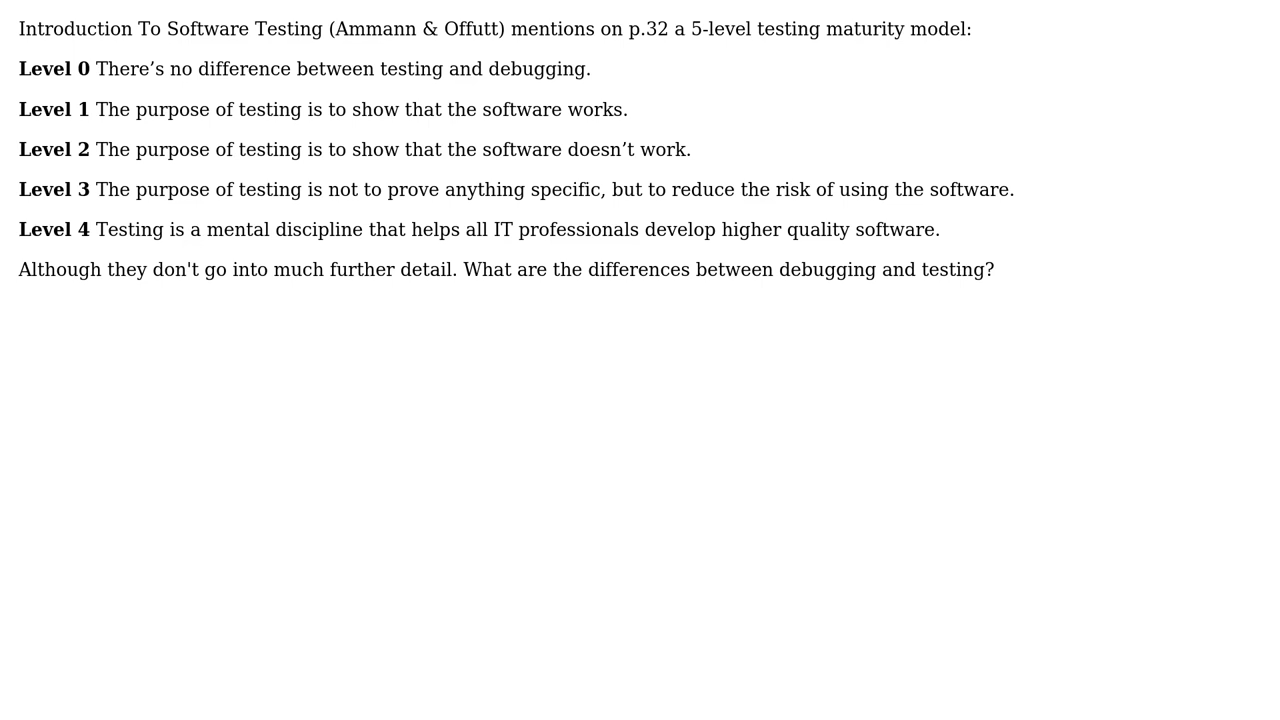 Introduction To Software Testing (Ammann & Offutt) mentions on p.32 a 5-level testing maturity model:
Level 0 There’s no difference between testing and debugging.
Level 1 The purpose of testing is to show that the software works.
Level 2 The purpose of testing is to show that the software doesn’t work.
Level 3 The purpose of testing is not to prove anything specific, but to reduce the risk of using the software.
Level 4 Testing is a mental discipline that helps all IT professionals develop higher quality software.
Although they don't go into much further detail. What are the differences between debugging and testing?